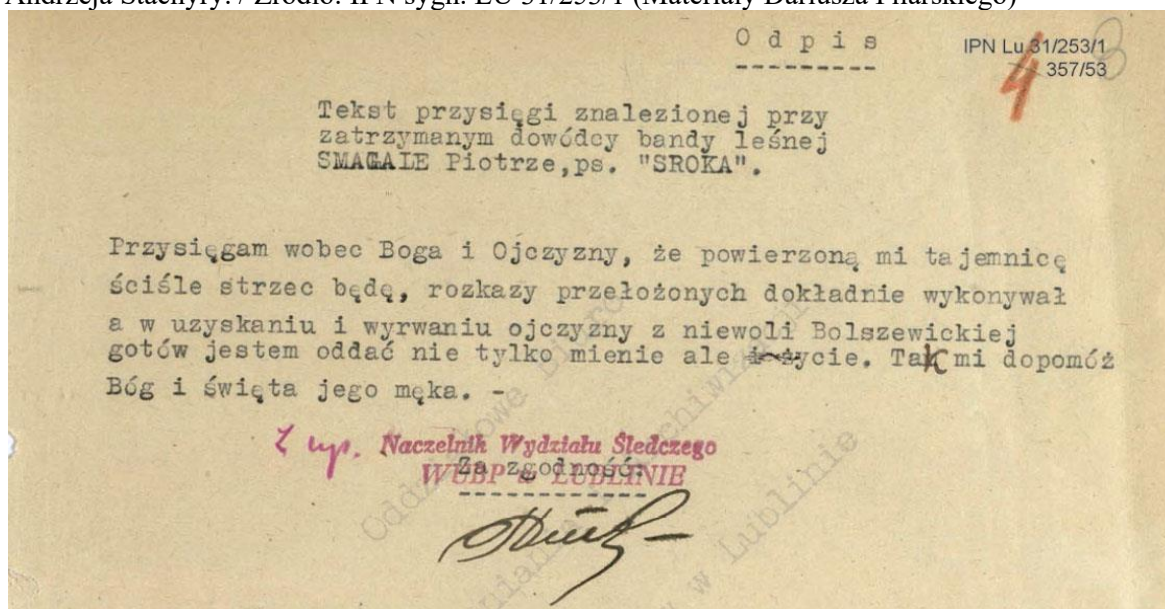 Andrzeja Stachyry. / Źródło: IPN sygn. LU 31/253/1 (Materiały Dariusza Pilarskiego)
O d p i s
IPN Lu 31/253/1
357/53
4
3
Tekst przysięgi znalezionej przy
zatrzymanym dowódcy bandy leśnej
SMAGALE Piotrze,ps. "SROKA".
Przysięgam wobec Boga i Ojczyzny, że powierzoną mi tajemnicę
ściśle strzec będę, rozkazy przełożonych dokładnie wykonywał
a w uzyskaniu i wyrwaniu ojczyzny z niewoli Bolszewickiej
gotów jestem oddać nie tylko mienie ale i życie. Tak mi dopomóż
Bóg i święta jego męka. -
Z up. Naczelnik Wydziału Śledczego
WUBP w LUBLINIE
Za zgodność:
w Lublinie